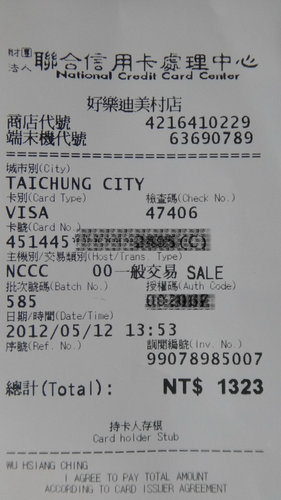 財團
法人 聯合信用卡處理中心
National Credit Card Center
好樂迪美村店
商店代號 4216410229
端末機代號 63690789
城市別(City)
TAICHUNG CITY
卡別(Card Type) 檢查碼(Check No.)
VISA 47406
卡號(Card No.)
451445
主機別/交易類別(Host/Trans. Type)
NCCC 00一般交易 SALE
批次號碼(Batch No.) 授權碼(Auth Code)
585
日期/時間(Date/Time)
2012/05/12 13:53
序號(Ref. No.) 調閱編號(Inv. No.)
99078985007
總計(Total): NT$ 1323
持卡人存根
Card holder Stub
WU HSIANG CHING
I AGREE TO PAY TOTAL AMOUNT
ACCORDING TO CARD ISSUER AGREEMENT